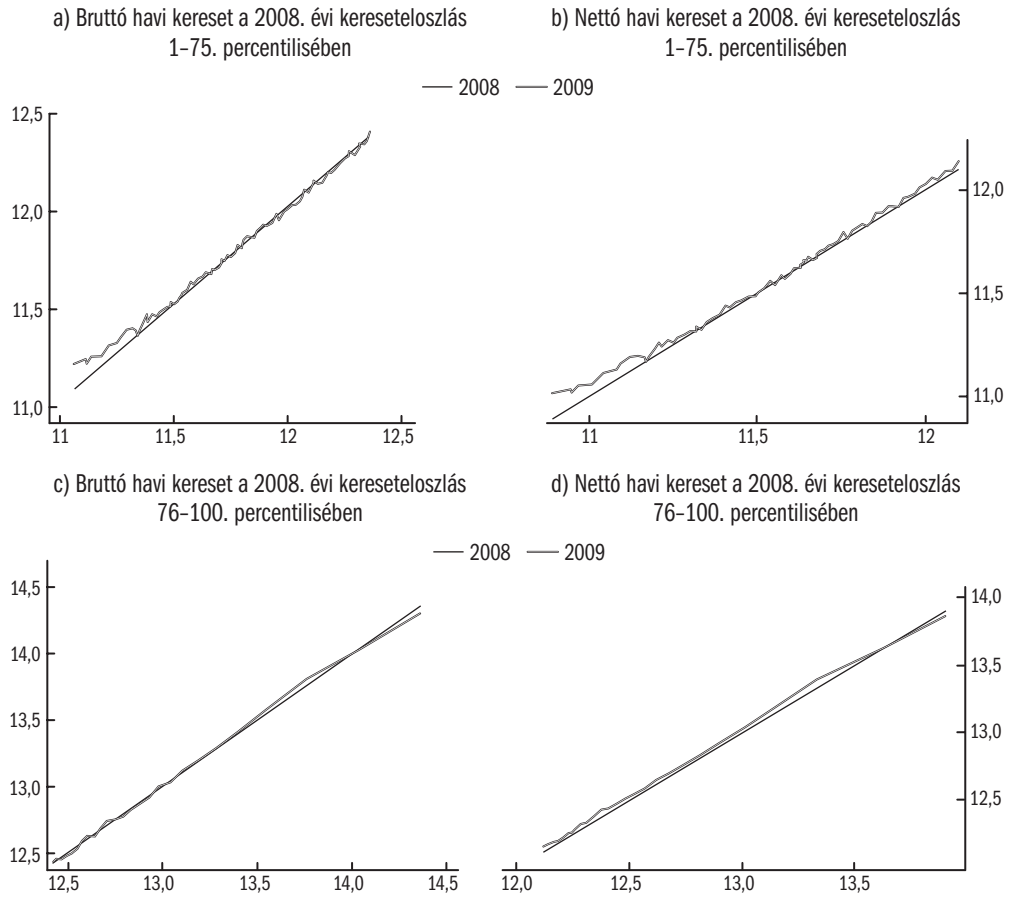 a) Bruttó havi kereset a 2008. évi kereseteloszlás
1–75. percentilisében
b) Nettó havi kereset a 2008. évi kereseteloszlás
1–75. percentilisében
2008 2009
12,5
12,0
11,5
11,0
11 11,5 12 12,5
12,0
11,5
11,0
11 11,5 12
c) Bruttó havi kereset a 2008. évi kereseteloszlás
76–100. percentilisében
d) Nettó havi kereset a 2008. évi kereseteloszlás
76–100. percentilisében
2008 2009
14,5
14,0
13,5
13,0
12,5
12,5 13,0 13,5 14,0 14,5
14,0
13,5
13,0
12,5
12,0 12,5 13,0 13,5